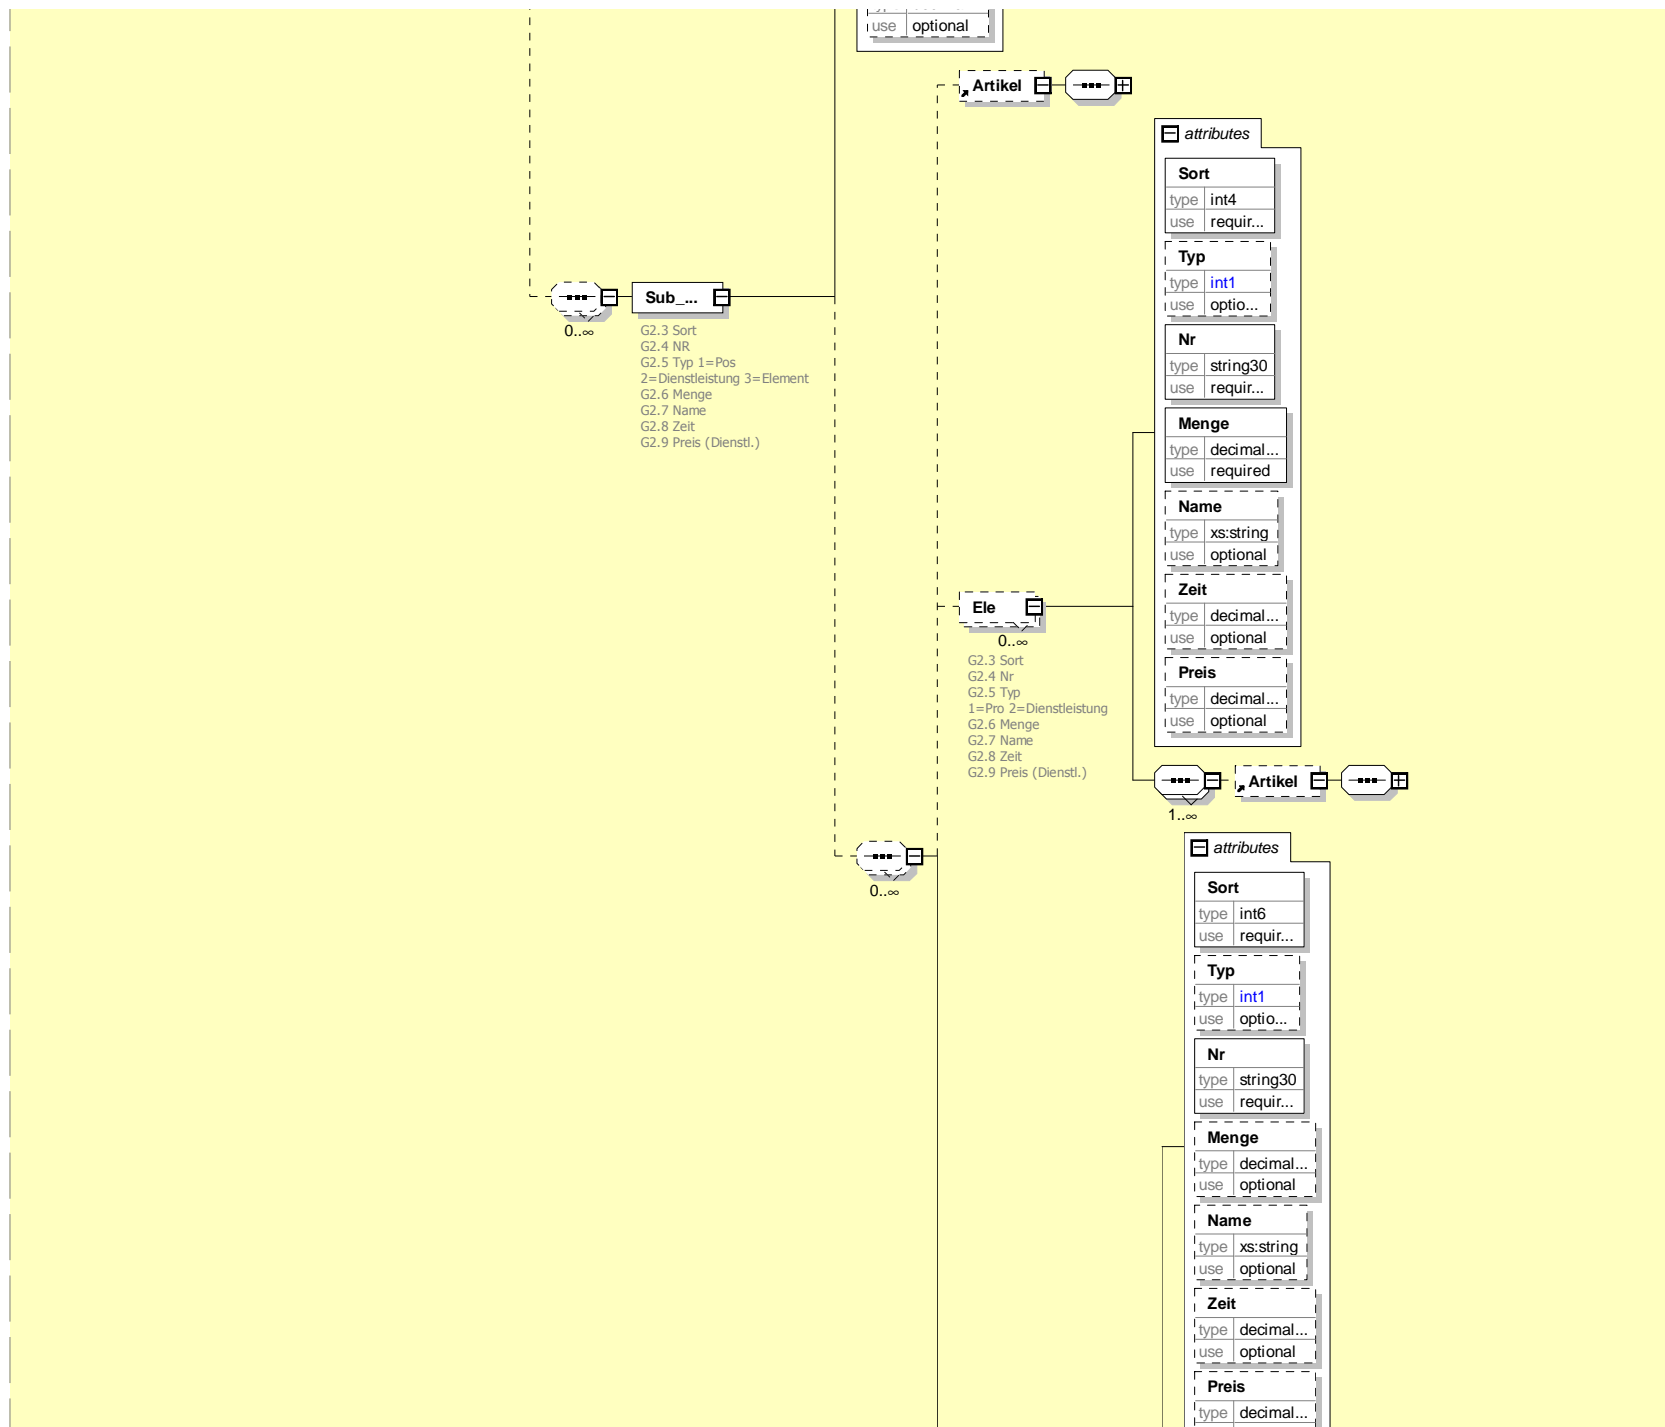 use optional
Artikel
attributes
Sort
type int4
use requir...
Typ
type int1
use optio...
Nr
type string30
use requir...
Menge
type decimal...
use required
Name
type xs:string
use optional
Zeit
type decimal...
use optional
Preis
type decimal...
use optional
Sub_...
0..∞
G2.3 Sort
G2.4 NR
G2.5 Typ 1=Pos
2=Dienstleistung 3=Element
G2.6 Menge
G2.7 Name
G2.8 Zeit
G2.9 Preis (Dienstl.)
Ele
0..∞
G2.3 Sort
G2.4 Nr
G2.5 Typ
1=Pro 2=Dienstleistung
G2.6 Menge
G2.7 Name
G2.8 Zeit
G2.9 Preis (Dienstl.)
Artikel
1..∞
0..∞
attributes
Sort
type int6
use requir...
Typ
type int1
use optio...
Nr
type string30
use requir...
Menge
type decimal...
use optional
Name
type xs:string
use optional
Zeit
type decimal...
use optional
Preis
type decimal...